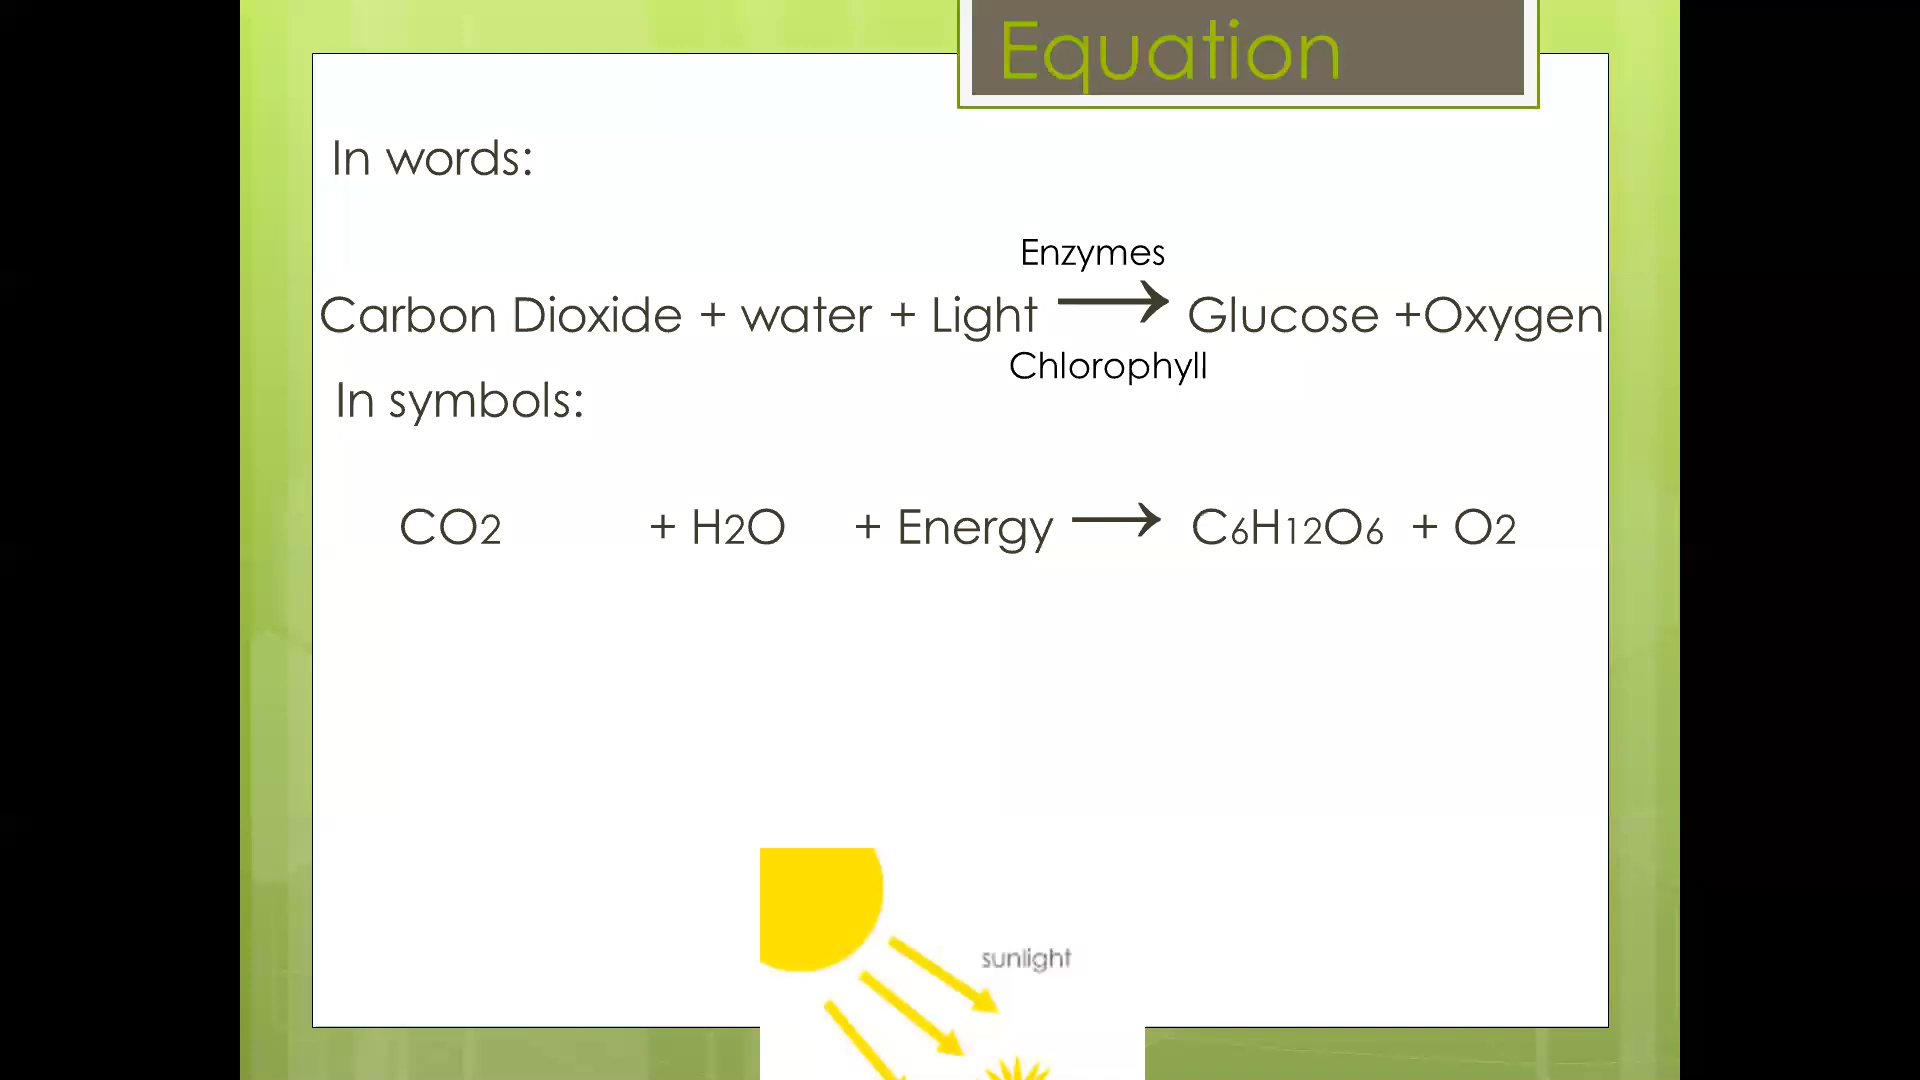 Equation
In words:
Enzymes
Carbon Dioxide + water + Light → Glucose +Oxygen
Chlorophyll
In symbols:
CO2 + H2O + Energy → C6H12O6 + O2
sunlight